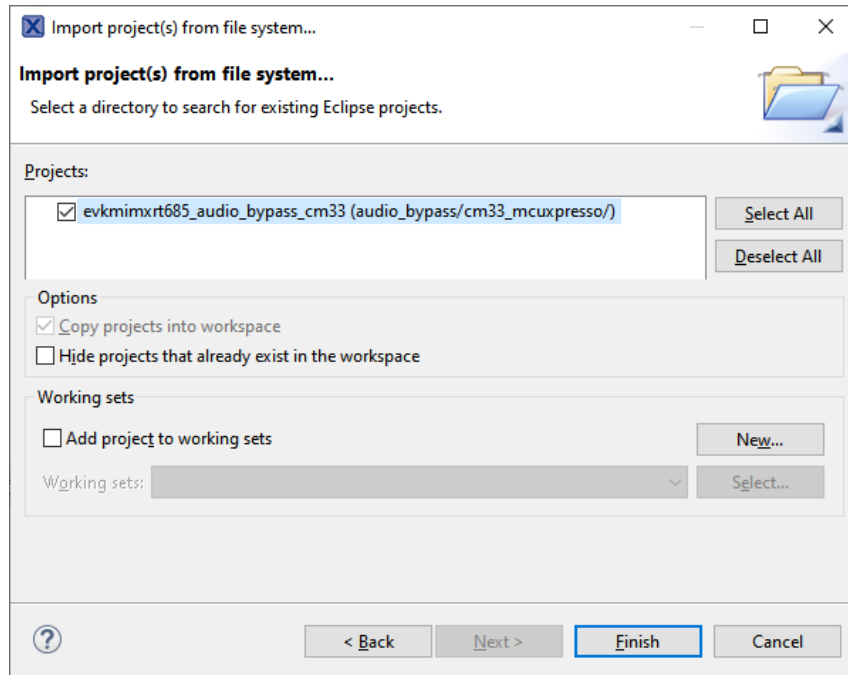 Import project(s) from file system...
Import project(s) from file system...
Select a directory to search for existing Eclipse projects.
Projects:
evkmimxrt685_audio_bypass_cm33 (audio_bypass/cm33_mcuxpresso/)
Select All
Deselect All
Options
Copy projects into workspace
Hide projects that already exist in the workspace
Working sets
Add project to working sets
New...
Working sets:
Select...
?
< Back
Next >
Finish
Cancel